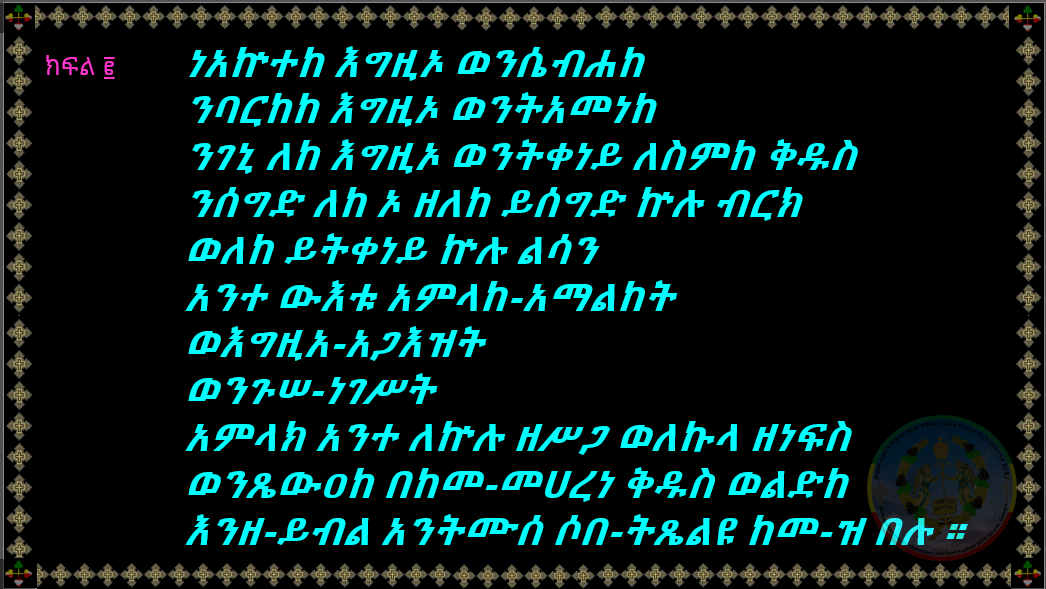 ክፍል ፪
ነአኵተከ እግዚኦ ወንሴብሐከ
ንባርከከ እግዚኦ ወንትአመነከ
ንገኒ ለከ እግዚኦ ወንትቀነይ ለስምከ ቅዱስ
ንሰግድ ለከ ኦ ዘለከ ይሰግድ ኵሉ ብርክ
ወለከ ይትቀነይ ኵሉ ልሳን
አንተ ውእቱ አምላከ-አማልክት
ወእግዚአ-አጋእዝት
ወንጉሠ-ነገሥት
አምላክ አንተ ለኵሉ ዘሥጋ ወለኩላ ዘነፍስ
ወንጼውዐከ በከመ-መሀረነ ቅዱስ ወልድከ
እንዘ-ይብል አንትሙሰ ሶበ-ትጼልዩ ከመ-ዝ በሉ ።